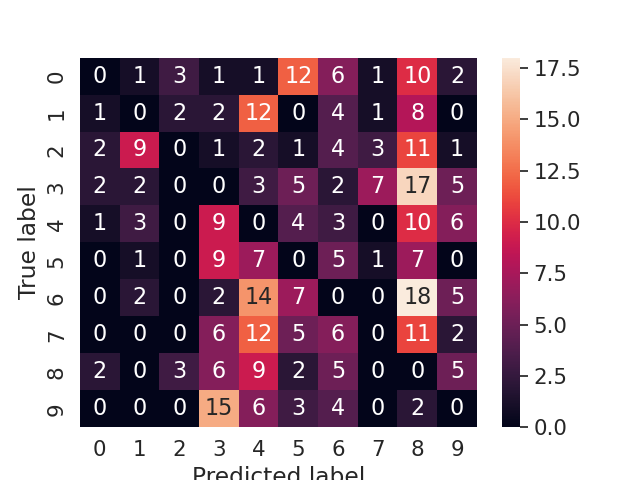 0 0 1 3 1 1 12 6 1 10 2
1 1 0 2 2 12 0 4 1 8 0
2 2 9 0 1 2 1 4 3 11 1
3 2 2 0 0 3 5 2 7 17 5
4 1 3 0 9 0 4 3 0 10 6
5 0 1 0 9 7 0 5 1 7 0
6 0 2 0 2 14 7 0 0 18 5
7 0 0 0 6 12 5 6 0 11 2
8 2 0 3 6 9 2 5 0 0 5
9 0 0 0 15 6 3 4 0 2 0
0 1 2 3 4 5 6 7 8 9
Predicted label
True label
17.5
15.0
12.5
10.0
7.5
5.0
2.5
0.0